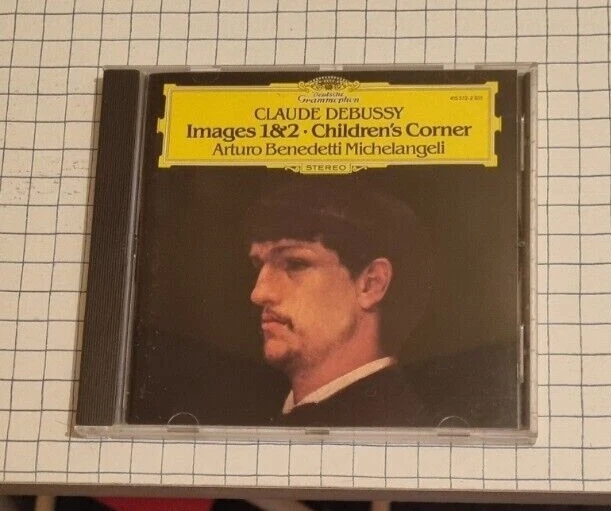 Deutsche
Grammophon
CLAUDE DEBUSSY
Images 1&2 · Children's Corner
Arturo Benedetti Michelangeli
STEREO